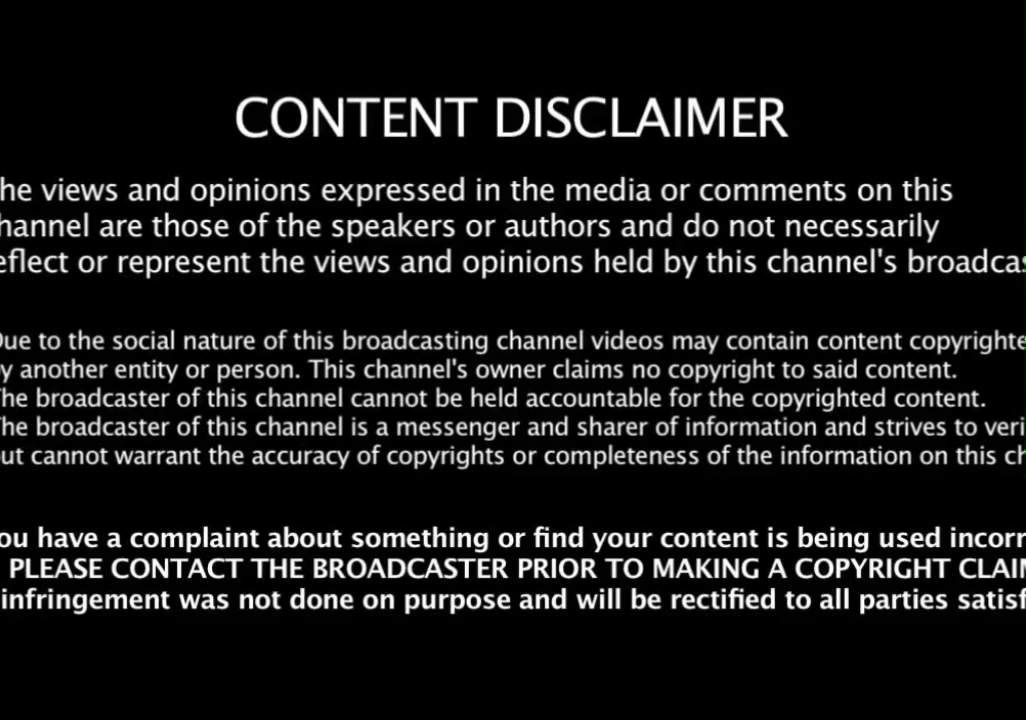 CONTENT DISCLAIMER
he views and opinions expressed in the media or comments on this
hannel are those of the speakers or authors and do not necessarily
eflect or represent the views and opinions held by this channel's broadcas
Due to the social nature of this broadcasting channel videos may contain content copyrighte
y another entity or person. This channel's owner claims no copyright to said content.
The broadcaster of this channel cannot be held accountable for the copyrighted content.
The broadcaster of this channel is a messenger and sharer of information and strives to veri
ut cannot warrant the accuracy of copyrights or completeness of the information on this ch
ou have a complaint about something or find your content is being used incorr
PLEASE CONTACT THE BROADCASTER PRIOR TO MAKING A COPYRIGHT CLAIM
infringement was not done on purpose and will be rectified to all parties satisf